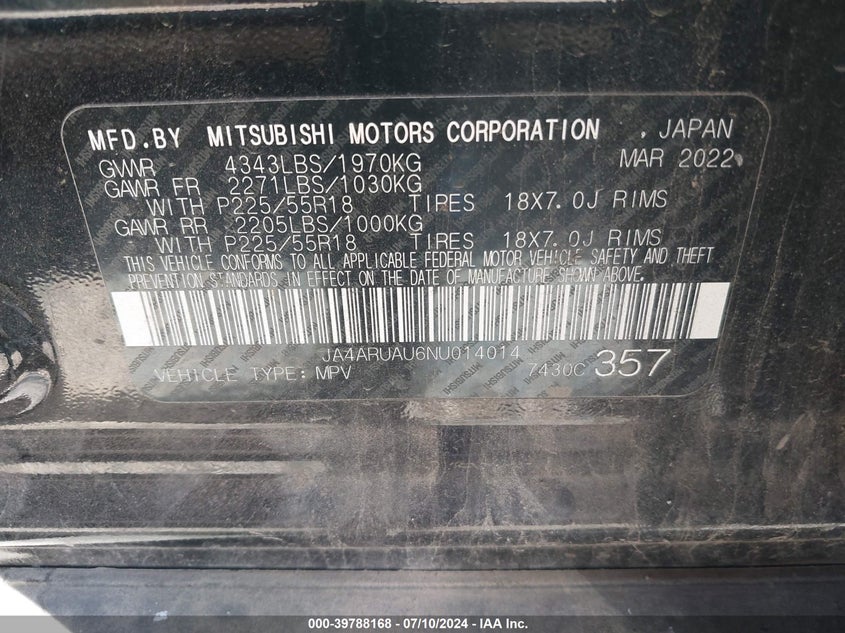 MFD.BY MITSUBISHI MOTORS CORPORATION , JAPAN
GVWR 4343LBS/1970KG MAR 2022
GAWR FR 2271LBS/1030KG
WITH P225/55R18 TIRES 18X7.0J RIMS
GAWR RR 2205LBS/1000KG
WITH P225/55R18 TIRES 18X7.0J RIMS
THIS VEHICLE CONFORMS TO ALL APPLICABLE FEDERAL MOTOR VEHICLE SAFETY AND THEFT
PREVENTION STANDARDS IN EFFECT ON THE DATE OF MANUFACTURE SHOWN ABOVE.
JA4ARUAU6NU014014
VEHICLE TYPE: MPV 7430C 357
000-39788168 - 07/10/2024 - IAA Inc.